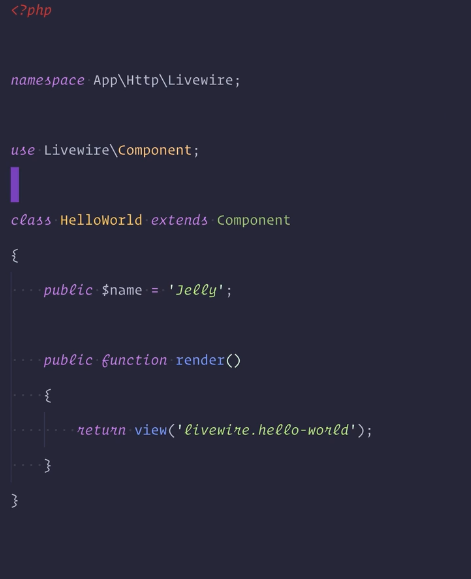 <?php
namespace App\Http\Livewire;
use Livewire\Component;
class HelloWorld extends Component
{
    public $name = 'Jelly';
    public function render()
    {
        return view('livewire.hello-world');
    }
}